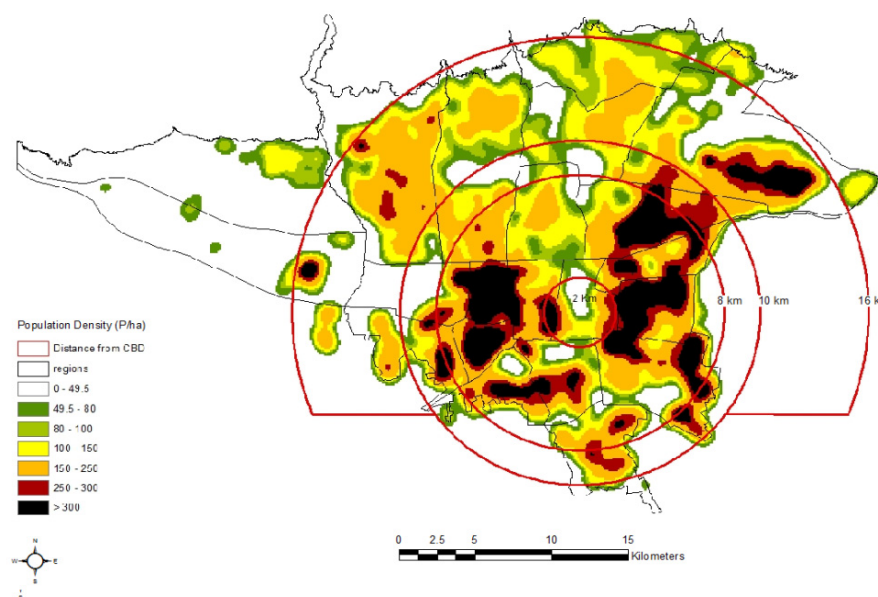 2 Km
8 km
10 km
16 k
Population Density (P/ha)
Distance from CBD
regions
0 - 49.5
49.5 - 80
80 - 100
100 - 150
150 - 250
250 - 300
> 300
N
W
E
S
0 2.5 5 10 15
Kilometers